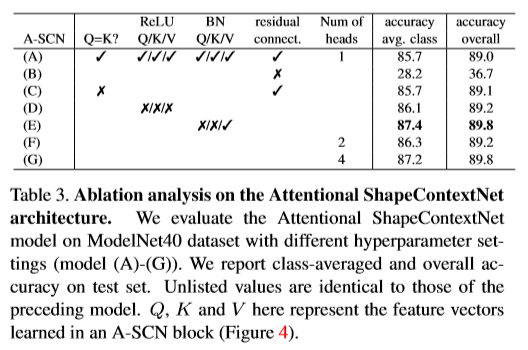 ReLU BN residual Num of accuracy accuracy
A-SCN Q=K? Q/K/V Q/K/V connect. heads avg. class overall
(A) ✓ ✓/✓/✓ ✓/✓/✓ ✓ 1 85.7 89.0
(B) ✗ 28.2 36.7
(C) ✗ ✓ 85.7 89.1
(D) ✗/✗/✗ 86.1 89.2
(E) ✗/✗/✓ 87.4 89.8
(F) 2 86.3 89.2
(G) 4 87.2 89.8
Table 3. Ablation analysis on the Attentional ShapeContextNet
architecture. We evaluate the Attentional ShapeContextNet
model on ModelNet40 dataset with different hyperparameter set-
tings (model (A)-(G)). We report class-averaged and overall ac-
curacy on test set. Unlisted values are identical to those of the
preceding model. Q, K and V here represent the feature vectors
learned in an A-SCN block (Figure 4).